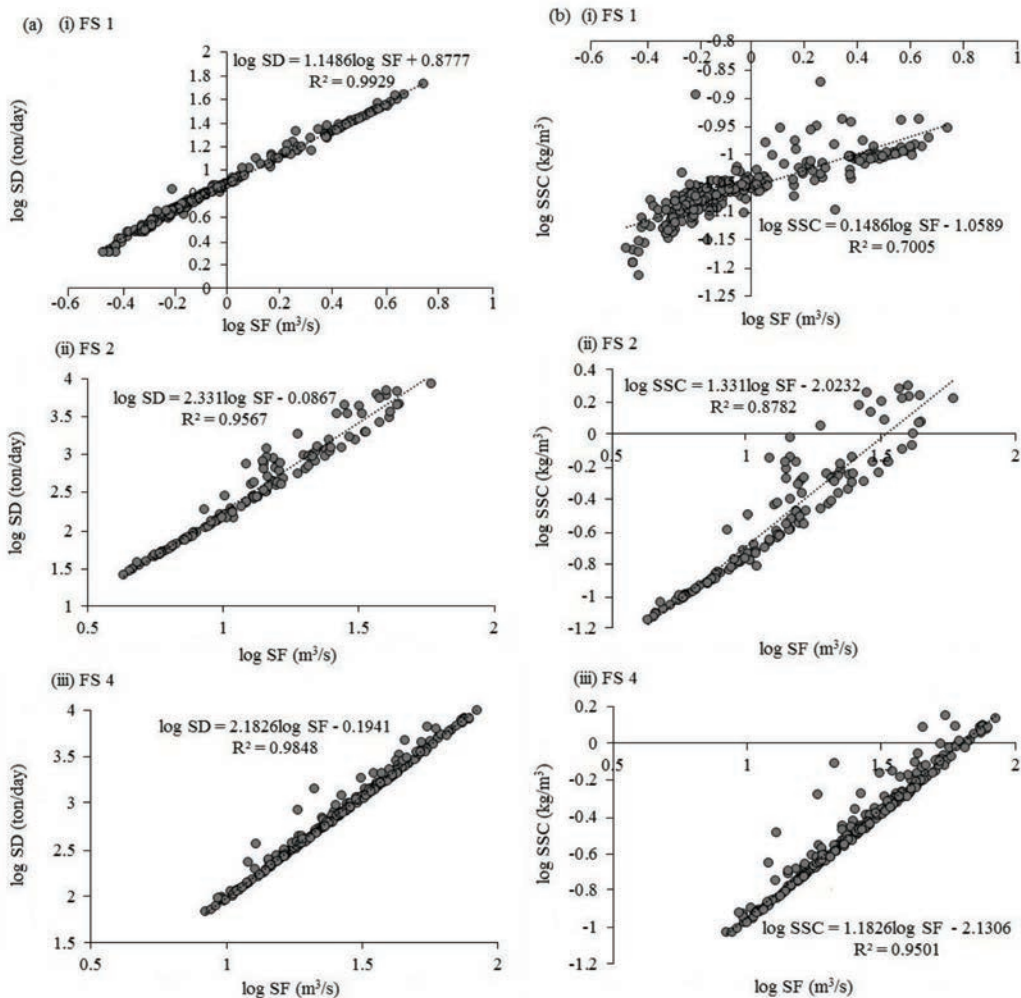 (a) (i) FS 1
log SD (ton/day)
2
1.8
1.6
1.4
1.2
1
0.8
0.6
0.4
0.2
0
log SD = 1.1486log SF + 0.8777
R² = 0.9929
-0.6 -0.4 -0.2 0 0.2 0.4 0.6 0.8 1
log SF (m³/s)
(b) (i) FS 1
-0.6 -0.4 -0.2 0 0.2 0.4 0.6 0.8 1
log SSC (kg/m³)
-0.8
-0.85
-0.9
-0.95
-1
-1.05
-1.1
-1.15
-1.2
-1.25
log SSC = 0.1486log SF - 1.0589
R² = 0.7005
log SF (m³/s)
(ii) FS 2
log SD (ton/day)
4
3.5
3
2.5
2
1.5
1
log SD = 2.331log SF - 0.0867
R² = 0.9567
0.5 1 1.5 2
log SF (m³/s)
(ii) FS 2
log SSC (kg/m³)
0.4
0.2
0
-0.2
-0.4
-0.6
-0.8
-1
-1.2
log SSC = 1.331log SF - 2.0232
R² = 0.8782
0.5 1 1.5 2
log SF (m³/s)
(iii) FS 4
log SD (ton/day)
4
3.5
3
2.5
2
1.5
log SD = 2.1826log SF - 0.1941
R² = 0.9848
0.5 1 1.5 2
log SF (m³/s)
(iii) FS 4
log SSC (kg/m³)
0.2
0
-0.2
-0.4
-0.6
-0.8
-1
-1.2
0.5 1 1.5 2
log SSC = 1.1826log SF - 2.1306
R² = 0.9501
log SF (m³/s)